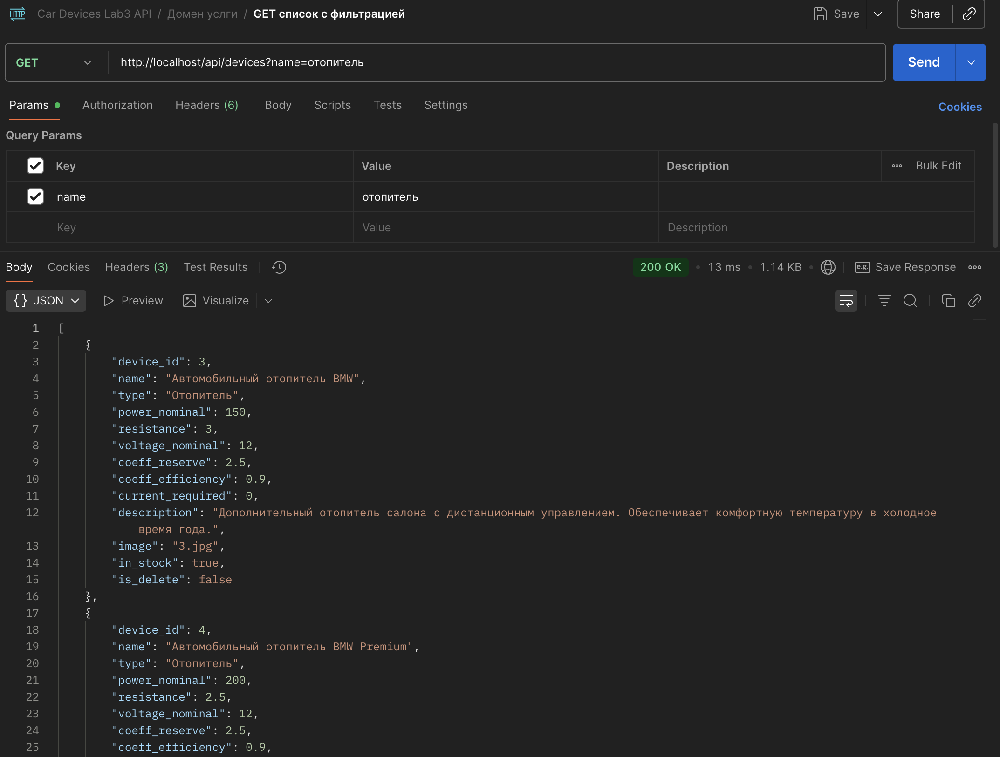 HTTP Car Devices Lab3 API / Домен услги / GET список с фильтрацией Save Share
GET http://localhost/api/devices?name=отопитель Send
Params Authorization Headers (6) Body Scripts Tests Settings Cookies
Query Params
Key Value Description Bulk Edit
name отопитель
Key Value Description
Body Cookies Headers (3) Test Results 200 OK 13 ms 1.14 KB e.g. Save Response
{} JSON Preview Visualize
1 [
2 {
3 "device_id": 3,
4 "name": "Автомобильный отопитель BMW",
5 "type": "Отопитель",
6 "power_nominal": 150,
7 "resistance": 3,
8 "voltage_nominal": 12,
9 "coeff_reserve": 2.5,
10 "coeff_efficiency": 0.9,
11 "current_required": 0,
12 "description": "Дополнительный отопитель салона с дистанционным управлением. Обеспечивает комфортную температуру в холодное
время года.",
13 "image": "3.jpg",
14 "in_stock": true,
15 "is_delete": false
16 },
17 {
18 "device_id": 4,
19 "name": "Автомобильный отопитель BMW Premium",
20 "type": "Отопитель",
21 "power_nominal": 200,
22 "resistance": 2.5,
23 "voltage_nominal": 12,
24 "coeff_reserve": 2.5,
25 "coeff_efficiency": 0.9,